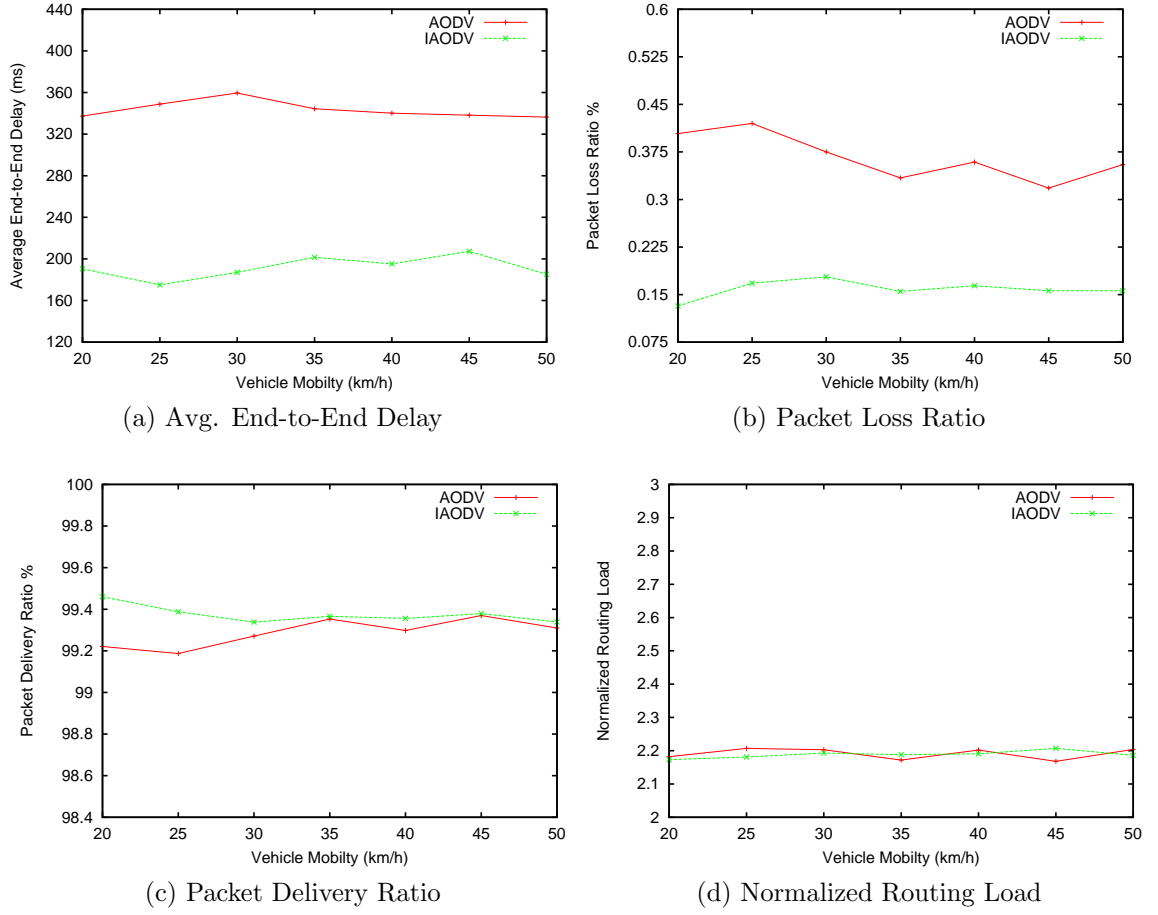 440
400
360
320
280
240
200
160
120
20 25 30 35 40 45 50
Average End-to-End Delay (ms)
Vehicle Mobilty (km/h)
AODV
IAODV
(a) Avg. End-to-End Delay
0.6
0.525
0.45
0.375
0.3
0.225
0.15
0.075
20 25 30 35 40 45 50
Packet Loss Ratio %
Vehicle Mobilty (km/h)
AODV
IAODV
(b) Packet Loss Ratio
100
99.8
99.6
99.4
99.2
99
98.8
98.6
98.4
20 25 30 35 40 45 50
Packet Delivery Ratio %
Vehicle Mobilty (km/h)
AODV
IAODV
(c) Packet Delivery Ratio
3
2.9
2.8
2.7
2.6
2.5
2.4
2.3
2.2
2.1
2
20 25 30 35 40 45 50
Normalized Routing Load
Vehicle Mobilty (km/h)
AODV
IAODV
(d) Normalized Routing Load